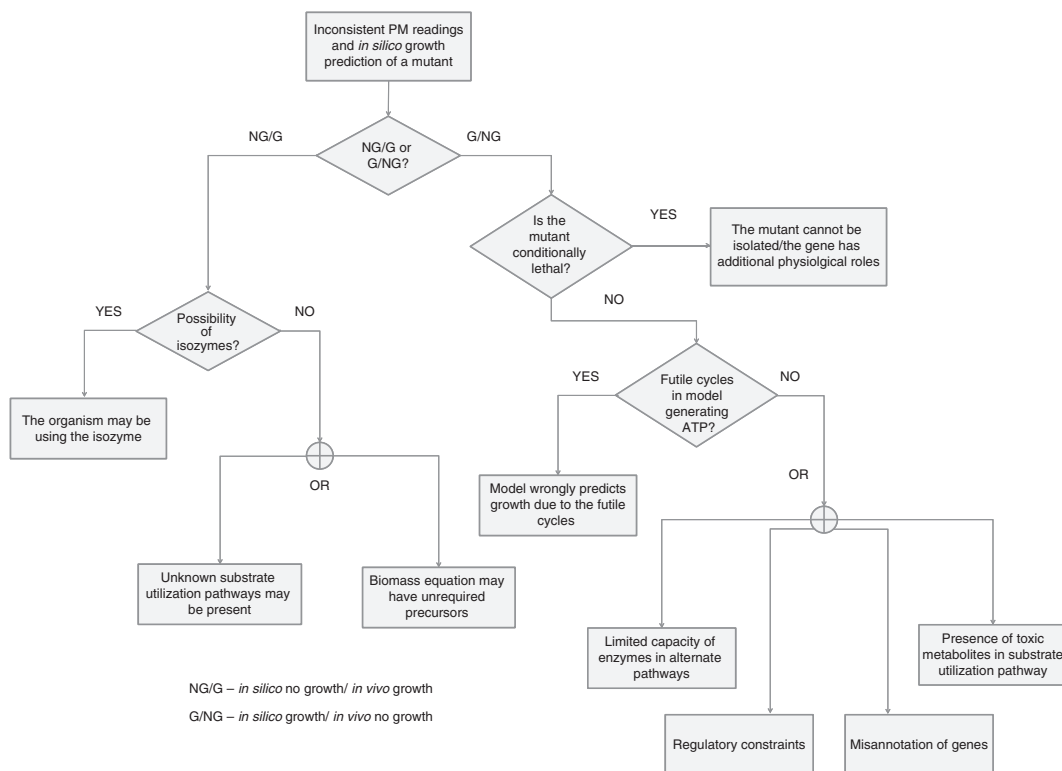 Inconsistent PM readings
and in silico growth
prediction of a mutant
NG/G
G/NG
NG/G or
G/NG?
Is the
mutant
conditionally
lethal?
YES
The mutant cannot be
isolated/the gene has
additional physiolgical roles
NO
YES
Possibility
of
isozymes?
NO
YES
Futile cycles
in model
generating
ATP?
NO
The organism may be
using the isozyme
OR
Model wrongly predicts
growth due to the futile
cycles
OR
Unknown substrate
utilization pathways may
be present
Biomass equation may
have unrequired
precursors
Limited capacity of
enzymes in alternate
pathways
Presence of toxic
metabolites in substrate
utilization pathway
NG/G – in silico no growth/ in vivo growth
G/NG – in silico growth/ in vivo no growth
Regulatory constraints
Misannotation of genes